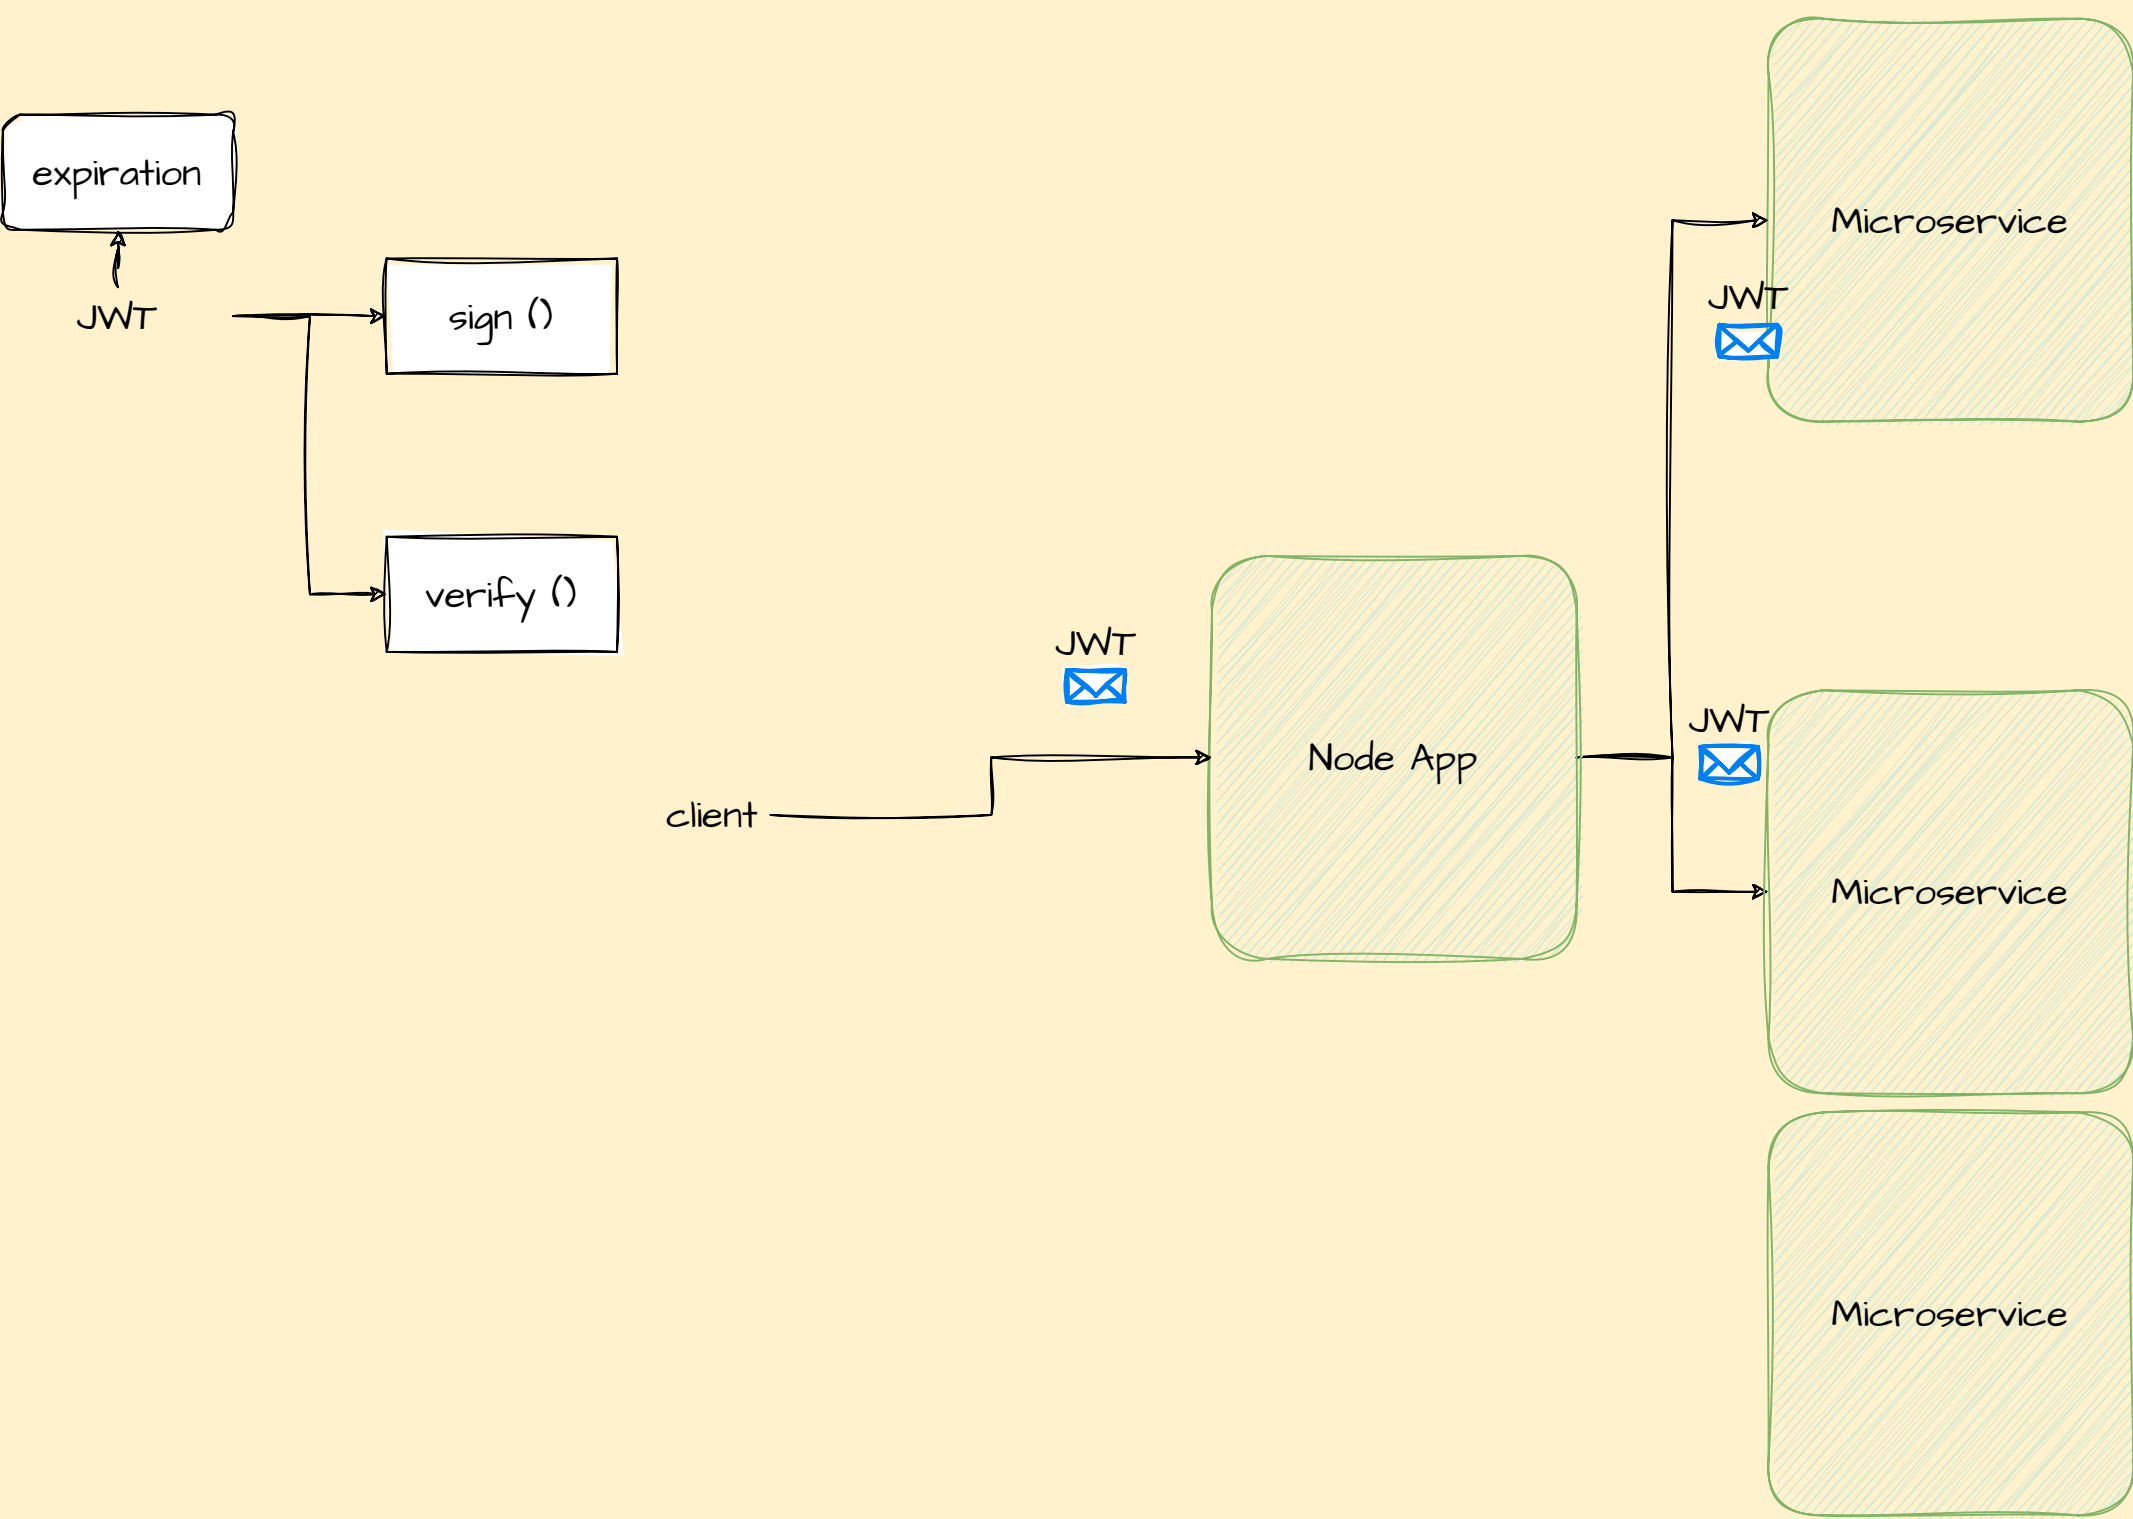 expiration
JWT
sign ()
verify ()
client
JWT
Node App
JWT
Microservice
JWT
Microservice
Microservice